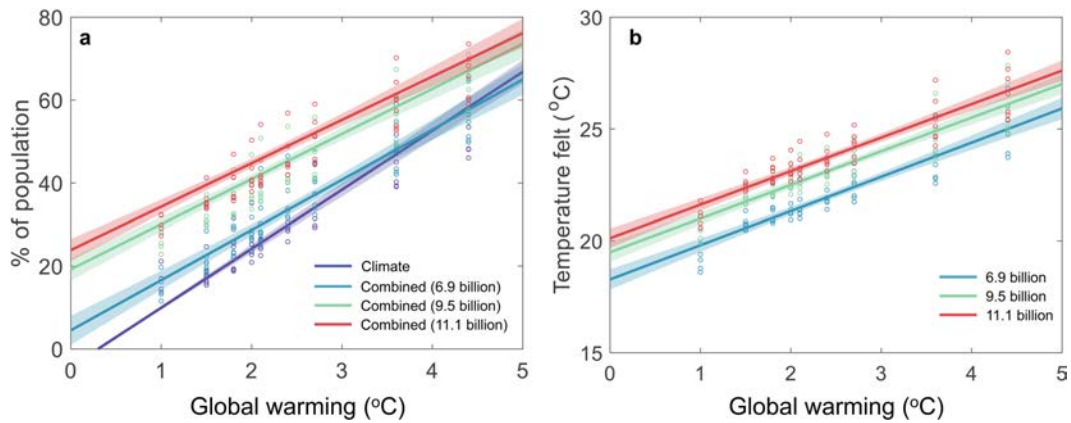 a
80
60
40
20
0
% of population
0 1 2 3 4 5
Global warming (°C)
Climate
Combined (6.9 billion)
Combined (9.5 billion)
Combined (11.1 billion)
b
30
25
20
15
Temperature felt (°C)
0 1 2 3 4 5
Global warming (°C)
6.9 billion
9.5 billion
11.1 billion